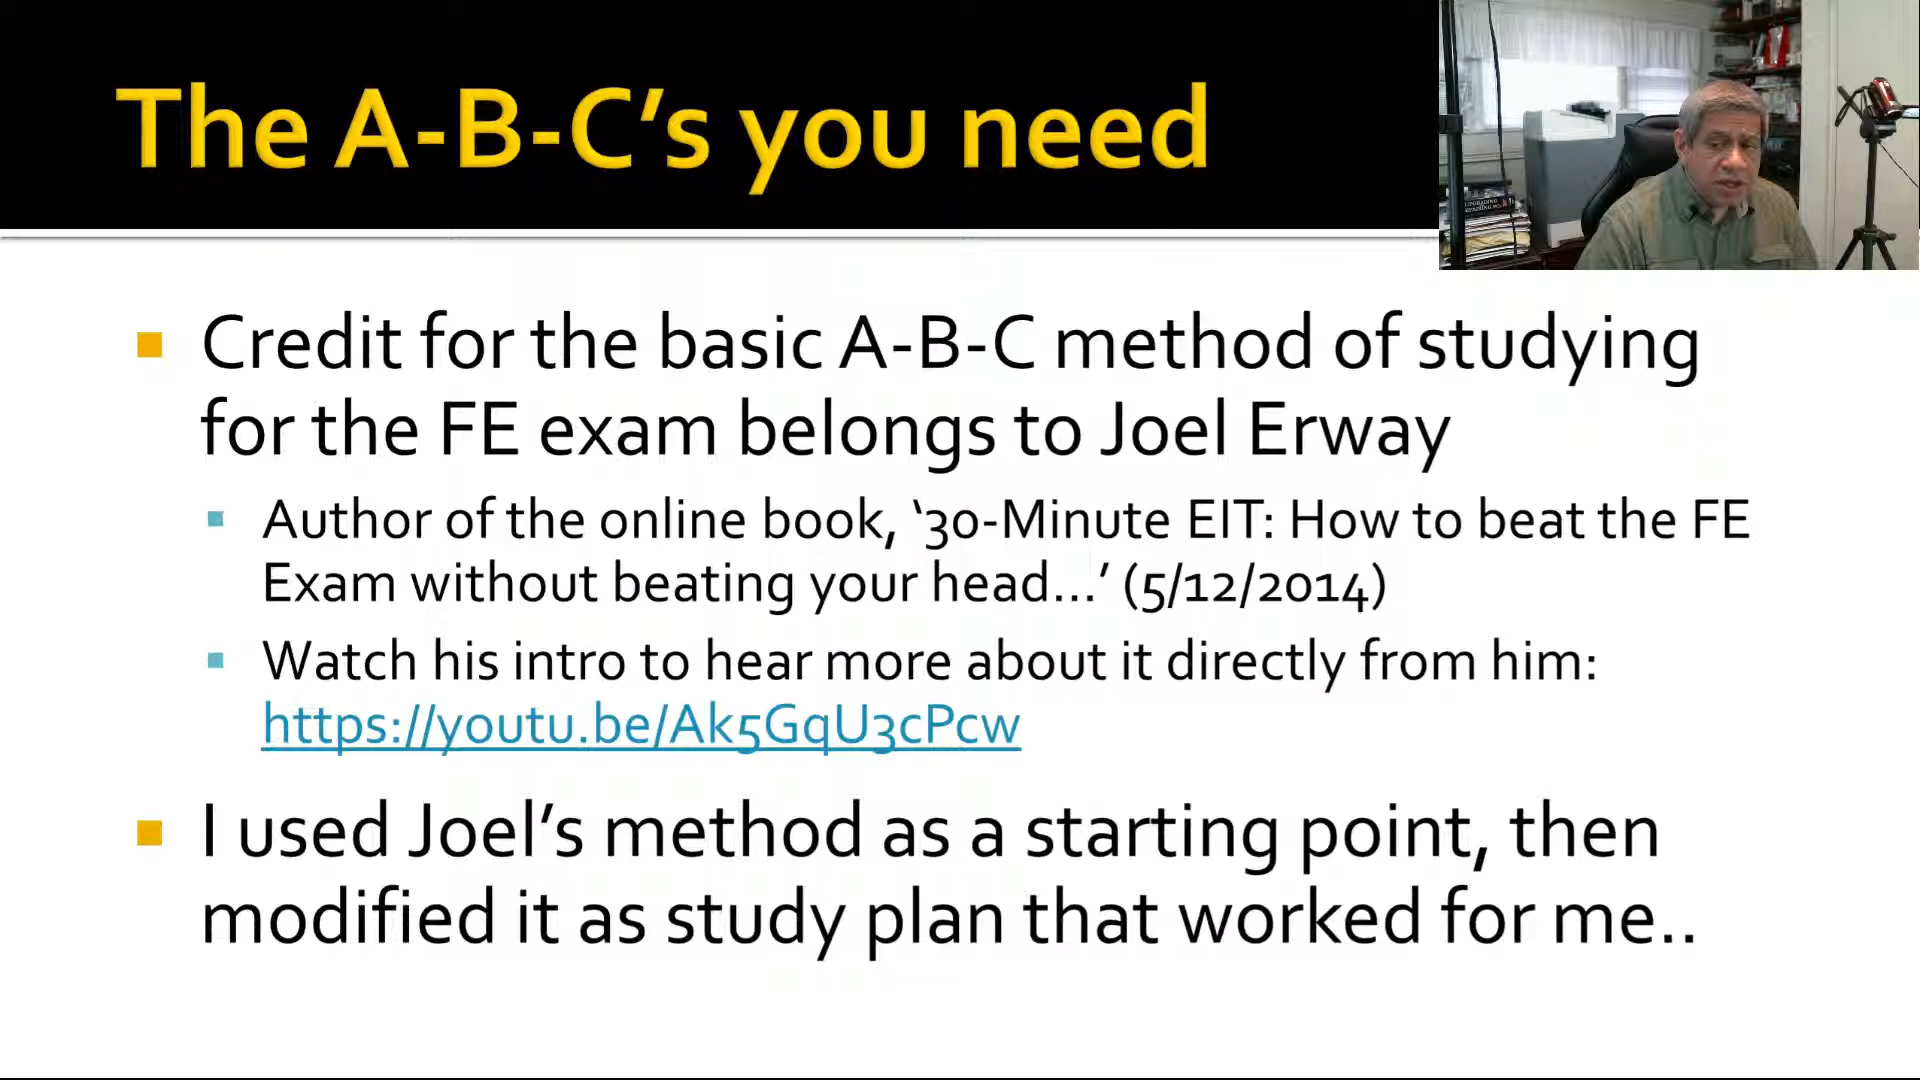 The A-B-C’s you need
Credit for the basic A-B-C method of studying
for the FE exam belongs to Joel Erway
Author of the online book, ‘30-Minute EIT: How to beat the FE
Exam without beating your head…’ (5/12/2014)
Watch his intro to hear more about it directly from him:
https://youtu.be/Ak5GqU3cPcw
I used Joel’s method as a starting point, then
modified it as study plan that worked for me..